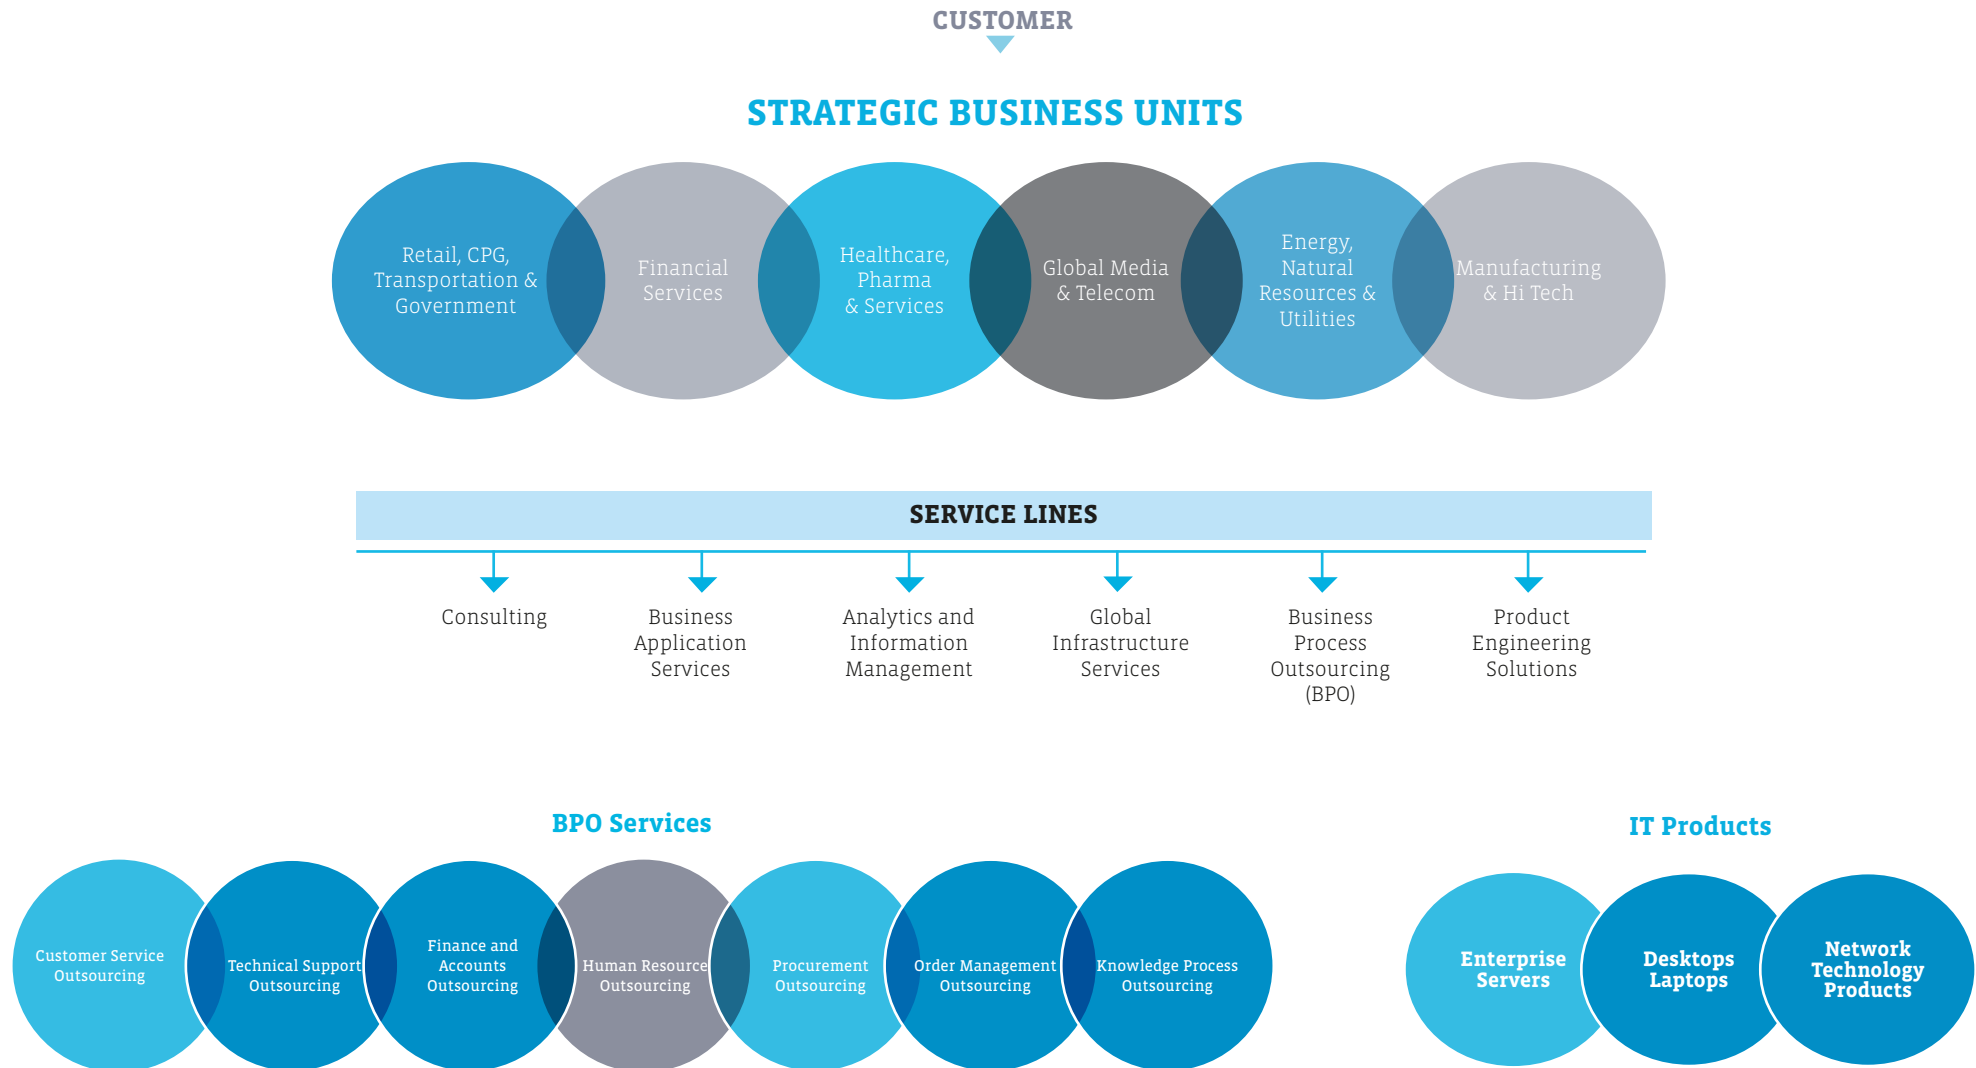 CUSTOMER
STRATEGIC BUSINESS UNITS
Retail, CPG,
Transportation &
Government
Financial
Services
Healthcare,
Pharma
& Services
Global Media
& Telecom
Energy,
Natural
Resources &
Utilities
Manufacturing
& Hi Tech
SERVICE LINES
Consulting
Business
Application
Services
Analytics and
Information
Management
Global
Infrastructure
Services
Business
Process
Outsourcing
(BPO)
Product
Engineering
Solutions
BPO Services
Customer Service
Outsourcing
Technical Support
Outsourcing
Finance and
Accounts
Outsourcing
Human Resource
Outsourcing
Procurement
Outsourcing
Order Management
Outsourcing
Knowledge Process
Outsourcing
IT Products
Enterprise
Servers
Desktops
Laptops
Network
Technology
Products